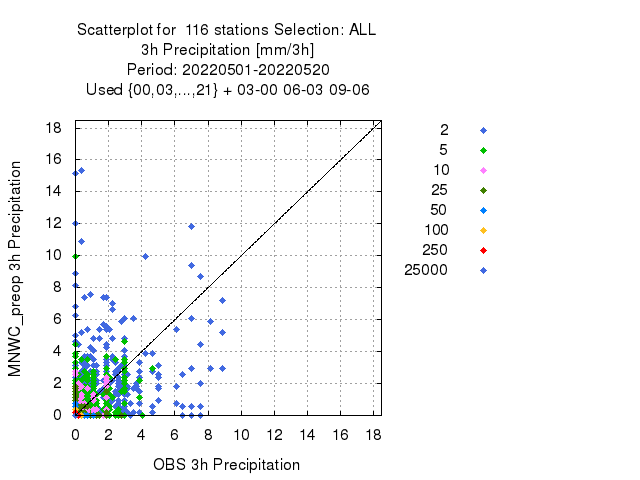 Scatterplot for 116 stations Selection: ALL
3h Precipitation [mm/3h]
Period: 20220501-20220520
Used {00,03,...,21} + 03-00 06-03 09-06
MNWC_preop 3h Precipitation
18
16
14
12
10
8
6
4
2
0
0 2 4 6 8 10 12 14 16 18
OBS 3h Precipitation
2
5
10
25
50
100
250
25000